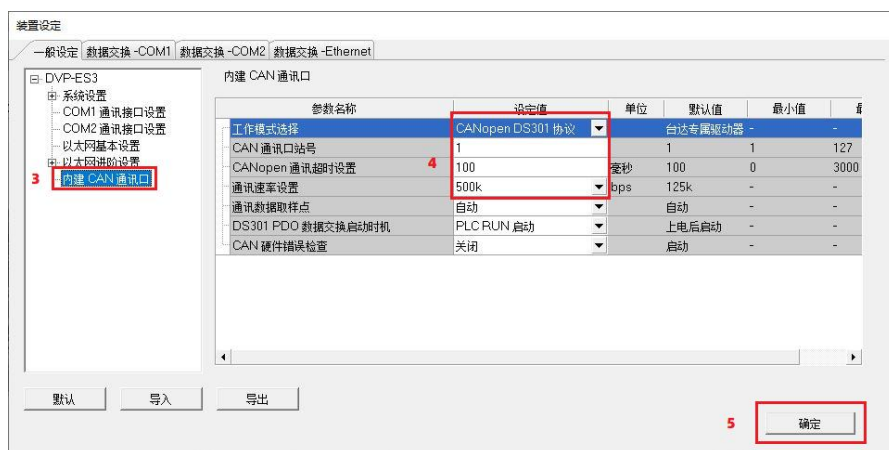 装置设定
一般设定 数据交换 -COM1 数据交换 -COM2 数据交换 -Ethernet
DVP-ES3
系统设置
COM1 通讯接口设置
COM2 通讯接口设置
以太网基本设置
以太网进阶设置
3 内建 CAN 通讯口
内建 CAN 通讯口
参数名称 设定值 单位 默认值 最小值
工作模式选择 CANopen DS301 协议 台达专属驱动器 - -
CAN 通讯口站号 1 1 1 127
CANopen 通讯超时设置 4 100 毫秒 100 0 3000
通讯速率设置 500k bps 125k - -
通讯数据取样点 自动 自动 - -
DS301 PDO 数据交换启动时机 PLC RUN 启动 上电后启动 - -
CAN 硬件错误检查 关闭 启动 - -
默认 导入 导出
5 确定